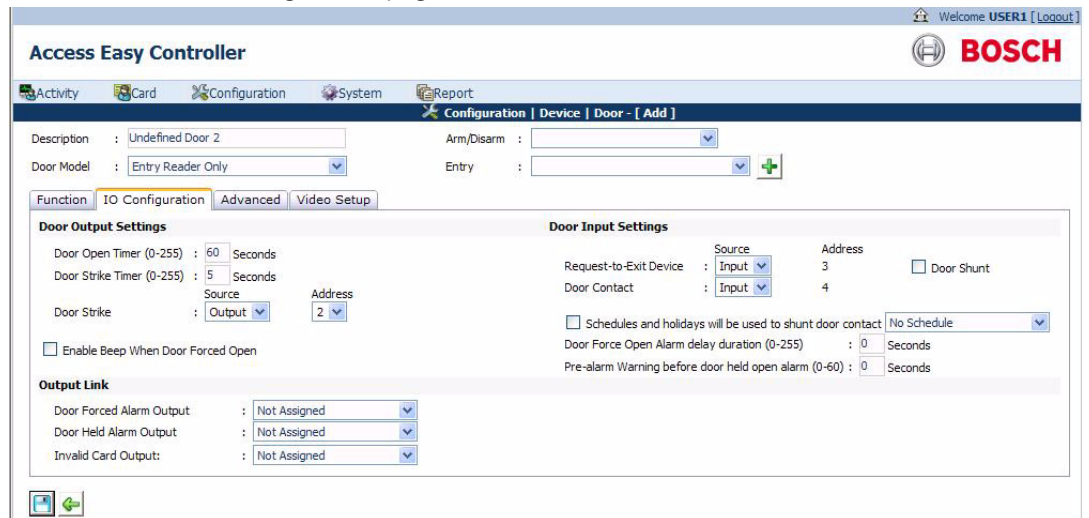 Welcome USER1 [ Logout ]
Access Easy Controller
BOSCH
Activity Card Configuration System Report
Configuration | Device | Door - [ Add ]
Description : Undefined Door 2 Arm/Disarm :
Door Model : Entry Reader Only Entry :
Function IO Configuration Advanced Video Setup
Door Output Settings Door Input Settings
Door Open Timer (0-255) : 60 Seconds
Source Address
Request-to-Exit Device : Input 3 Door Shunt
Door Strike Timer (0-255) : 5 Seconds
Door Contact : Input 4
Source Address
Door Strike : Output 2
Schedules and holidays will be used to shunt door contact No Schedule
Door Force Open Alarm delay duration (0-255) : 0 Seconds
Enable Beep When Door Forced Open
Pre-alarm Warning before door held open alarm (0-60) : 0 Seconds
Output Link
Door Forced Alarm Output : Not Assigned
Door Held Alarm Output : Not Assigned
Invalid Card Output: : Not Assigned